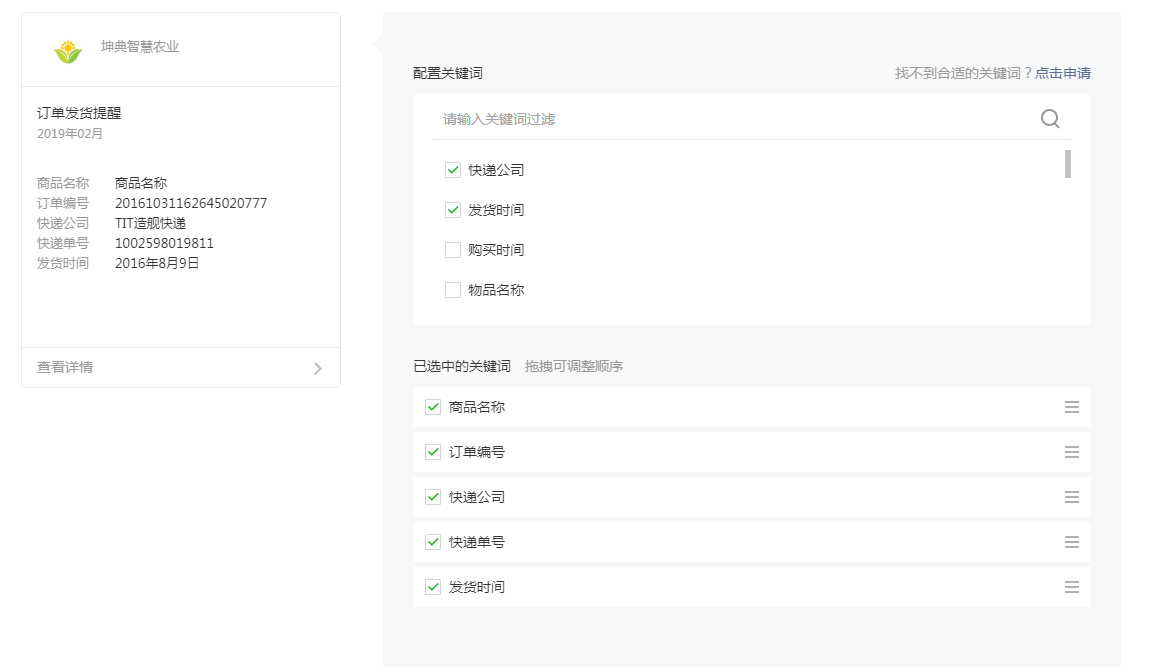 坤典智慧农业
订单发货提醒
2019年02月
商品名称 商品名称
订单编号 20161031162645020777
快递公司 TIT造舰快递
快递单号 1002598019811
发货时间 2016年8月9日
查看详情
配置关键词 找不到合适的关键词？点击申请
请输入关键词过滤
快递公司
发货时间
购买时间
物品名称
已选中的关键词 拖拽可调整顺序
商品名称
订单编号
快递公司
快递单号
发货时间